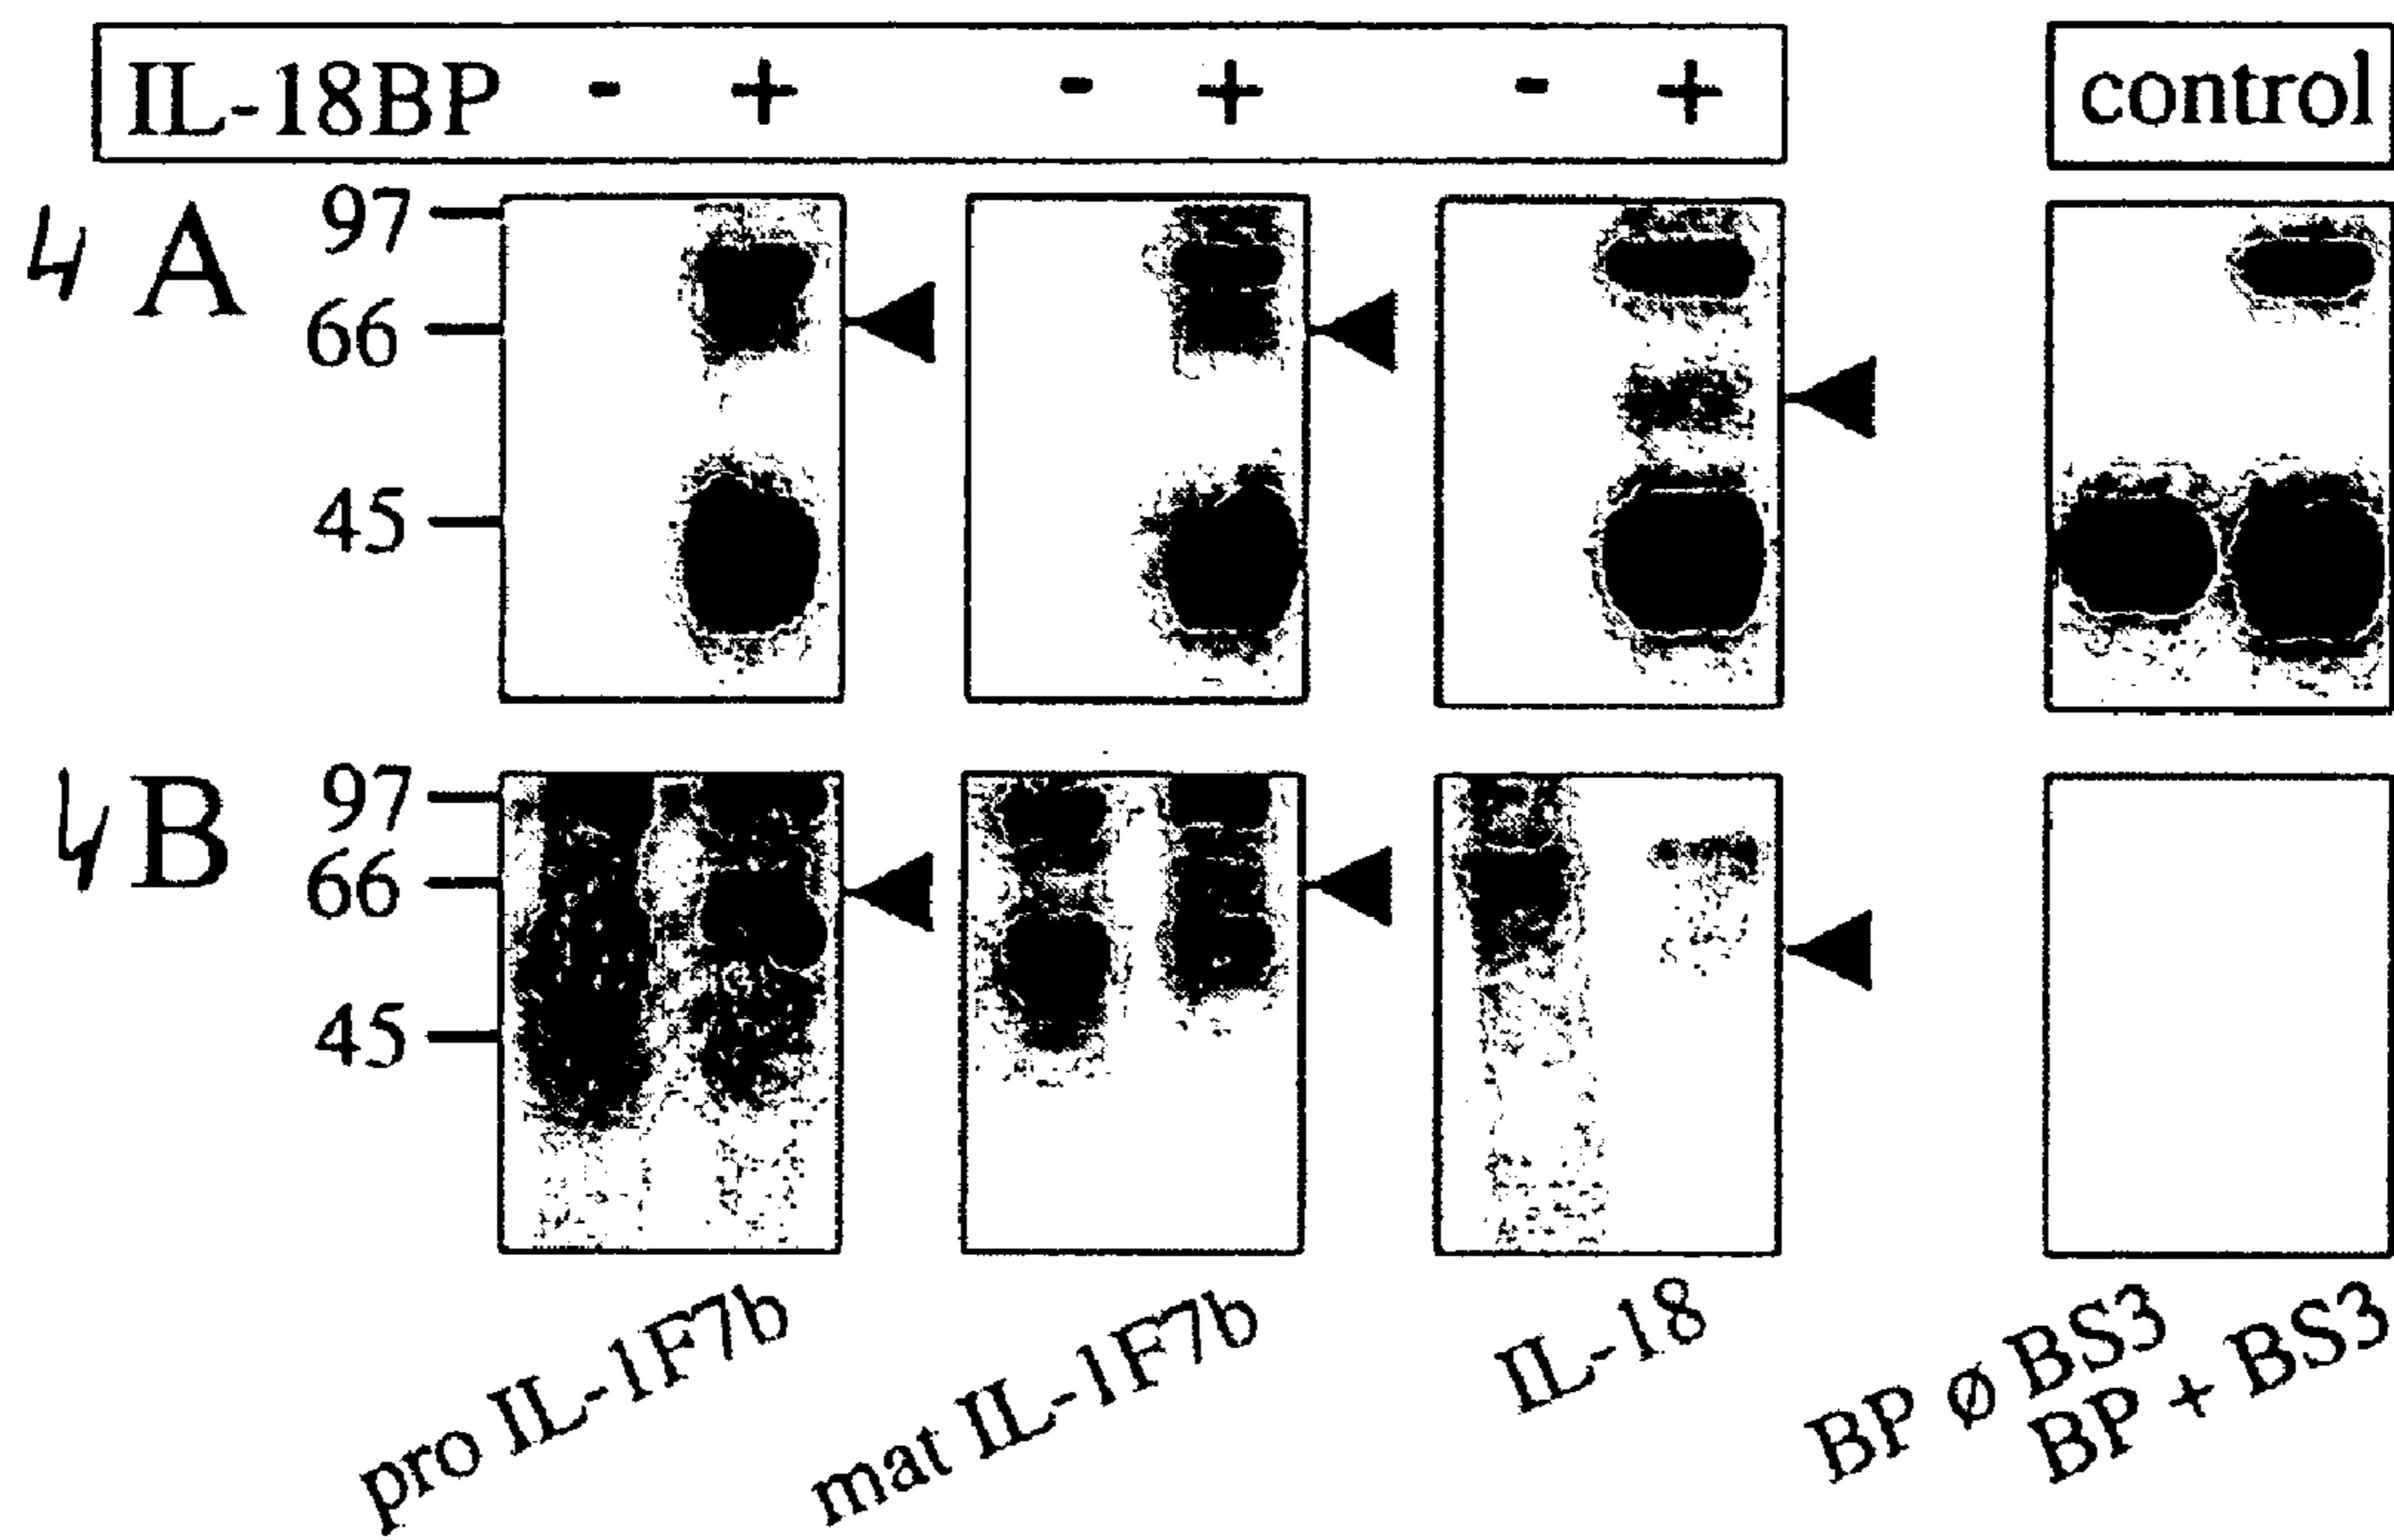 IL-18BP - + - + - + control
4 A 97
66
45
4 B 97
66
45
pro IL-1F7b mat IL-1F7b IL-18 BP ø BS3 BP + BS3